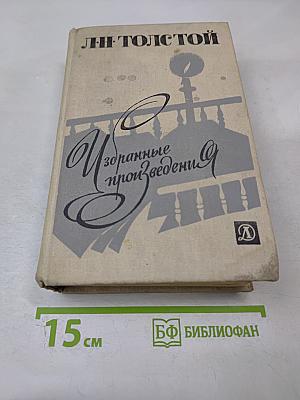 Л·Н·ТОЛСТОЙ
Избранные
произведения
Д
15 см
БФ БИБЛИОФАН